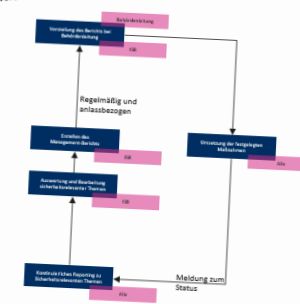 Behördenleitung
Vorstellung des Berichts bei
Behördenleitung
ISB
Regelmäßig und
anlassbezogen
Erstellen des
Management-Berichts
ISB
Umsetzung der festgelegten
Maßnahmen
Alle
Auswertung und Bearbeitung
sicherheitsrelevanter Themen
ISB
Meldung zum
Status
Kontinuierliches Reporting zu
Sicherheitsrelevanten Themen
Alle